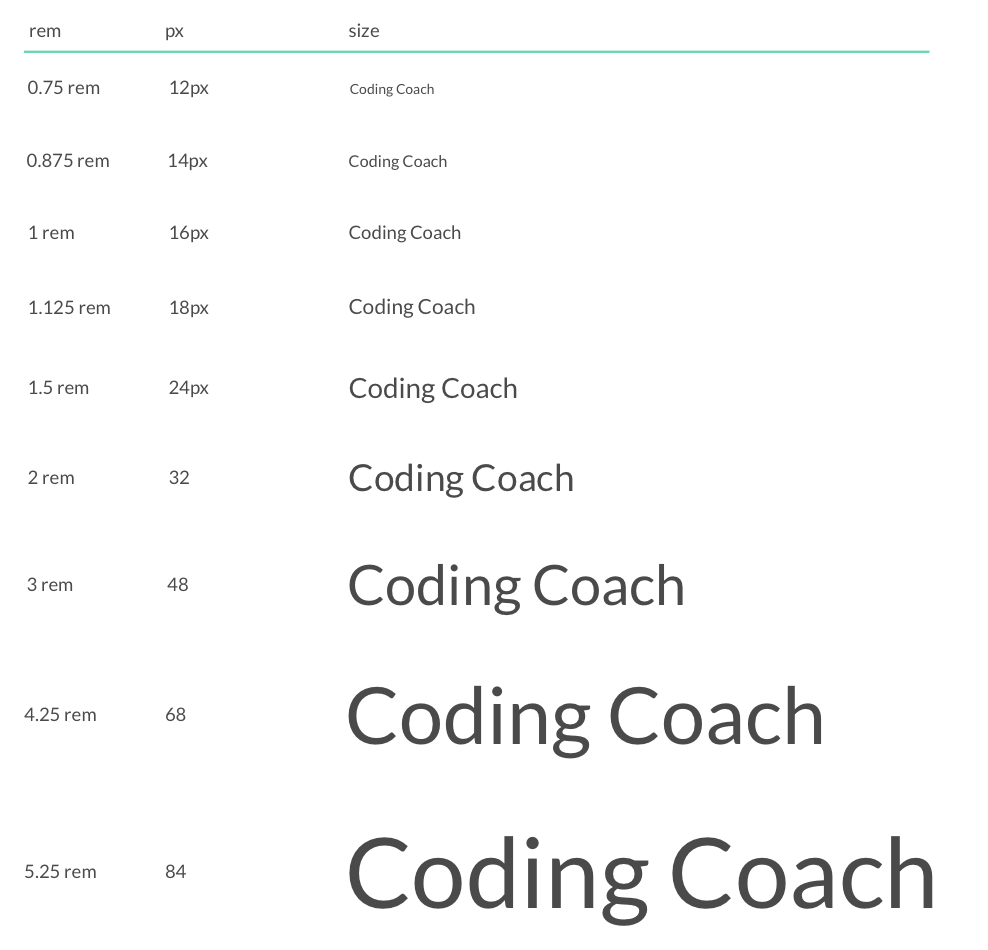 rem px size
0.75 rem 12px Coding Coach
0.875 rem 14px Coding Coach
1 rem 16px Coding Coach
1.125 rem 18px Coding Coach
1.5 rem 24px Coding Coach
2 rem 32 Coding Coach
3 rem 48 Coding Coach
4.25 rem 68 Coding Coach
5.25 rem 84 Coding Coach